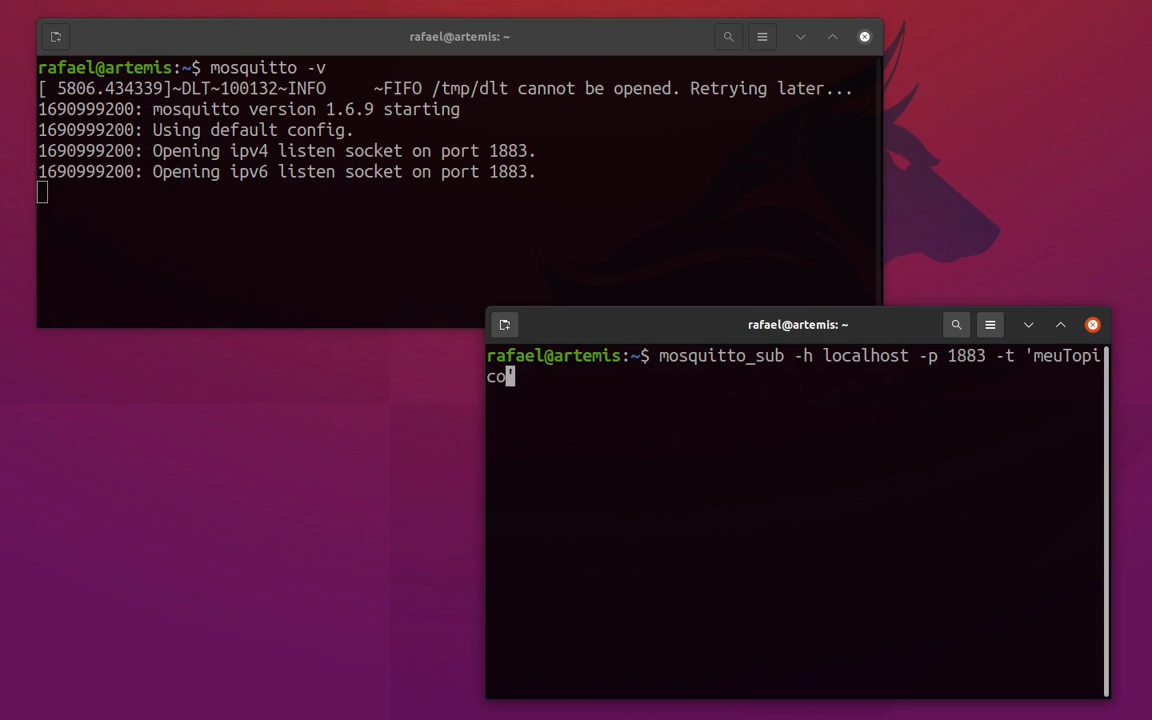 rafael@artemis: ~
rafael@artemis:~$ mosquitto -v
[ 5806.434339]~DLT~100132~INFO     ~FIFO /tmp/dlt cannot be opened. Retrying later...
1690999200: mosquitto version 1.6.9 starting
1690999200: Using default config.
1690999200: Opening ipv4 listen socket on port 1883.
1690999200: Opening ipv6 listen socket on port 1883.
rafael@artemis: ~
rafael@artemis:~$ mosquitto_sub -h localhost -p 1883 -t 'meuTopi
co'